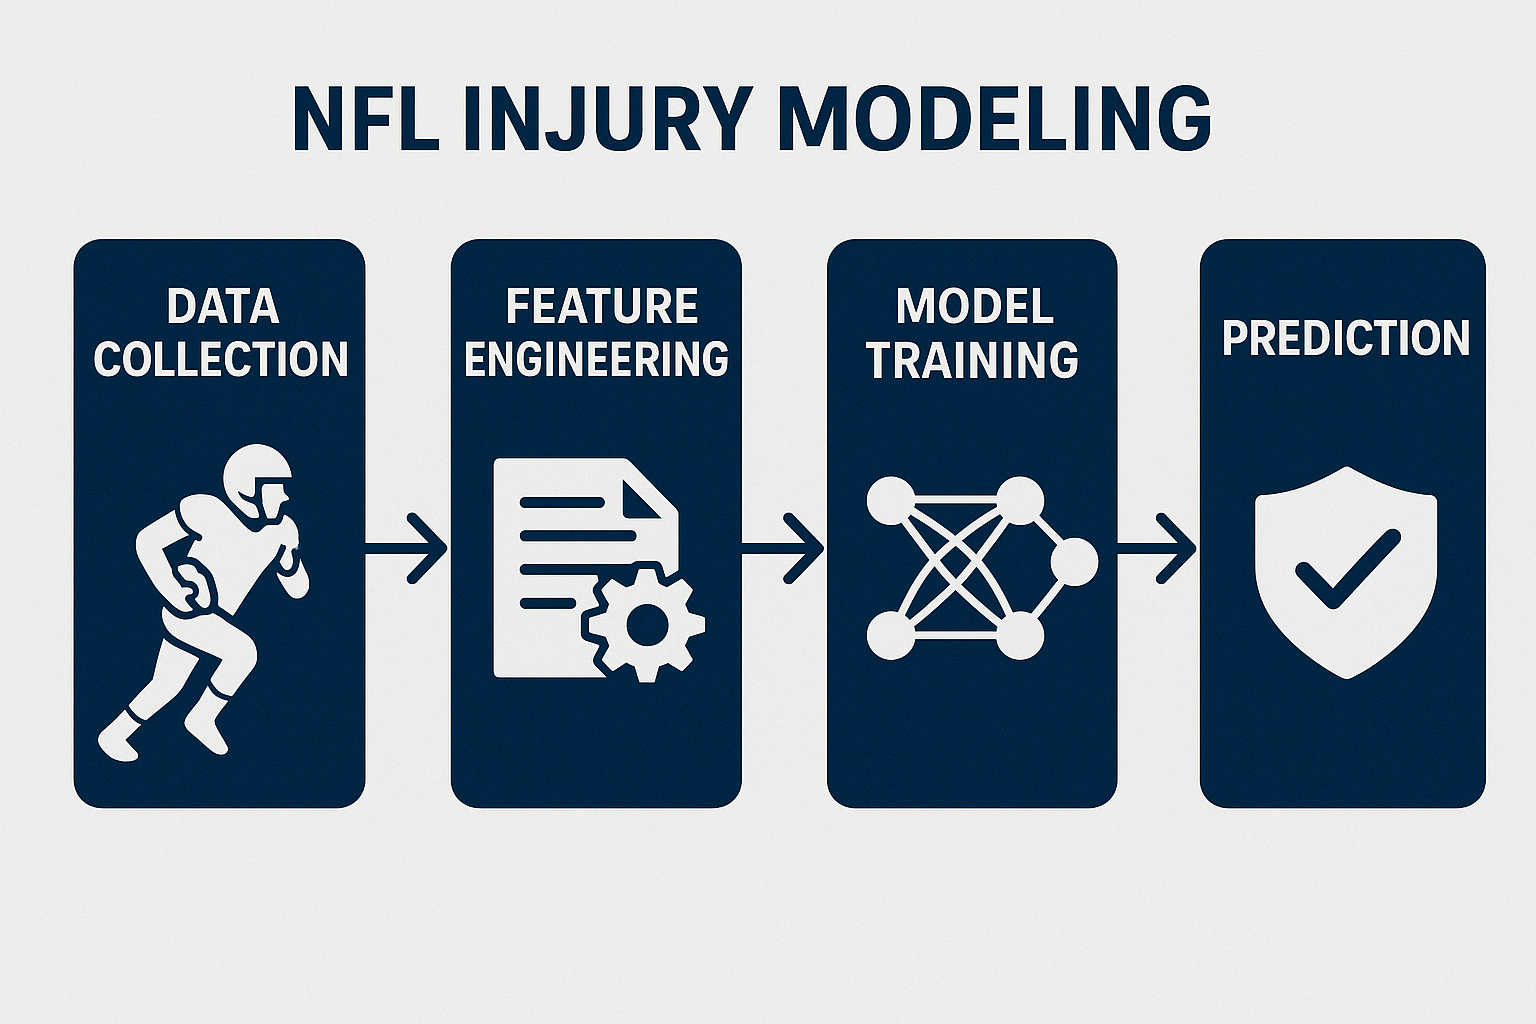 NFL INJURY MODELING
DATA
COLLECTION
FEATURE
ENGINEERING
MODEL
TRAINING
PREDICTION